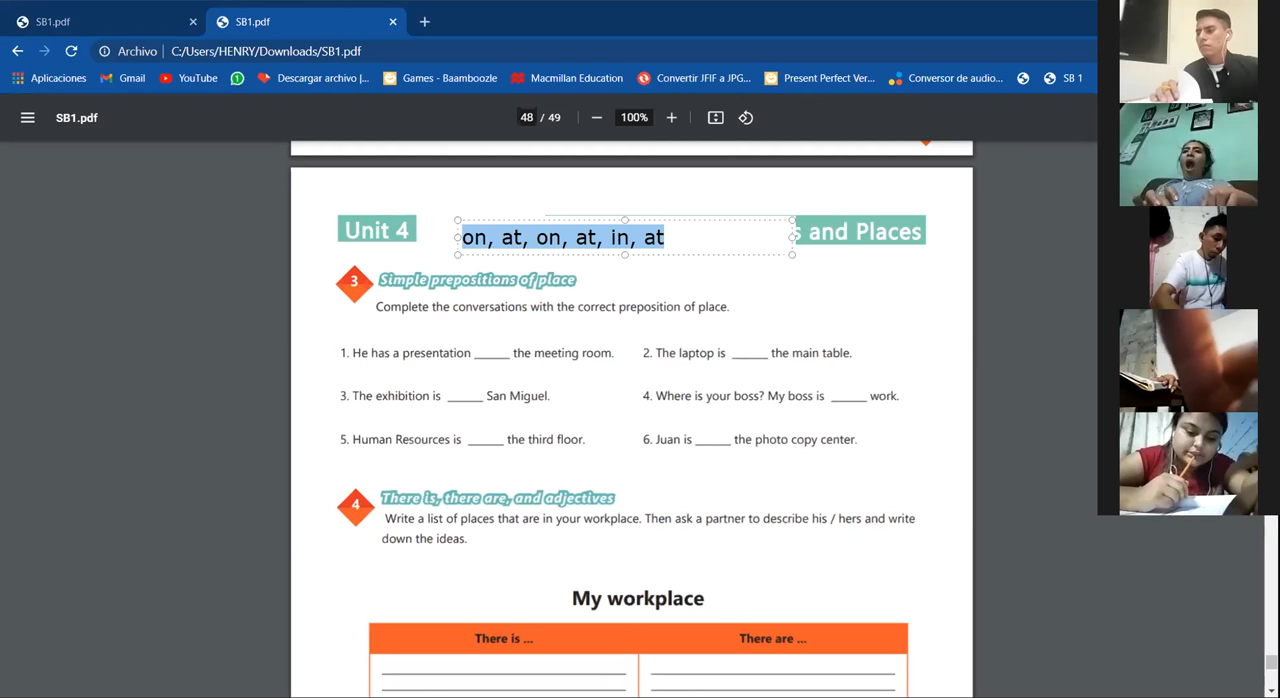 SB1.pdf
SB1.pdf
Archivo
C:/Users/HENRY/Downloads/SB1.pdf
Aplicaciones
Gmail
YouTube
1
Descargar archivo |...
Games - Baamboozle
Macmillan Education
Convertir JFIF a JPG...
Present Perfect Ver...
Conversor de audio...
SB 1
SB1.pdf
48 / 49
100%
Unit 4
on, at, on, at, in, at
s and Places
3 Simple prepositions of place
Complete the conversations with the correct preposition of place.
1. He has a presentation ______ the meeting room.
2. The laptop is ______ the main table.
3. The exhibition is ______ San Miguel.
4. Where is your boss? My boss is ______ work.
5. Human Resources is ______ the third floor.
6. Juan is ______ the photo copy center.
4 There is, there are, and adjectives
Write a list of places that are in your workplace. Then ask a partner to describe his / hers and write
down the ideas.
My workplace
There is ...
There are ...